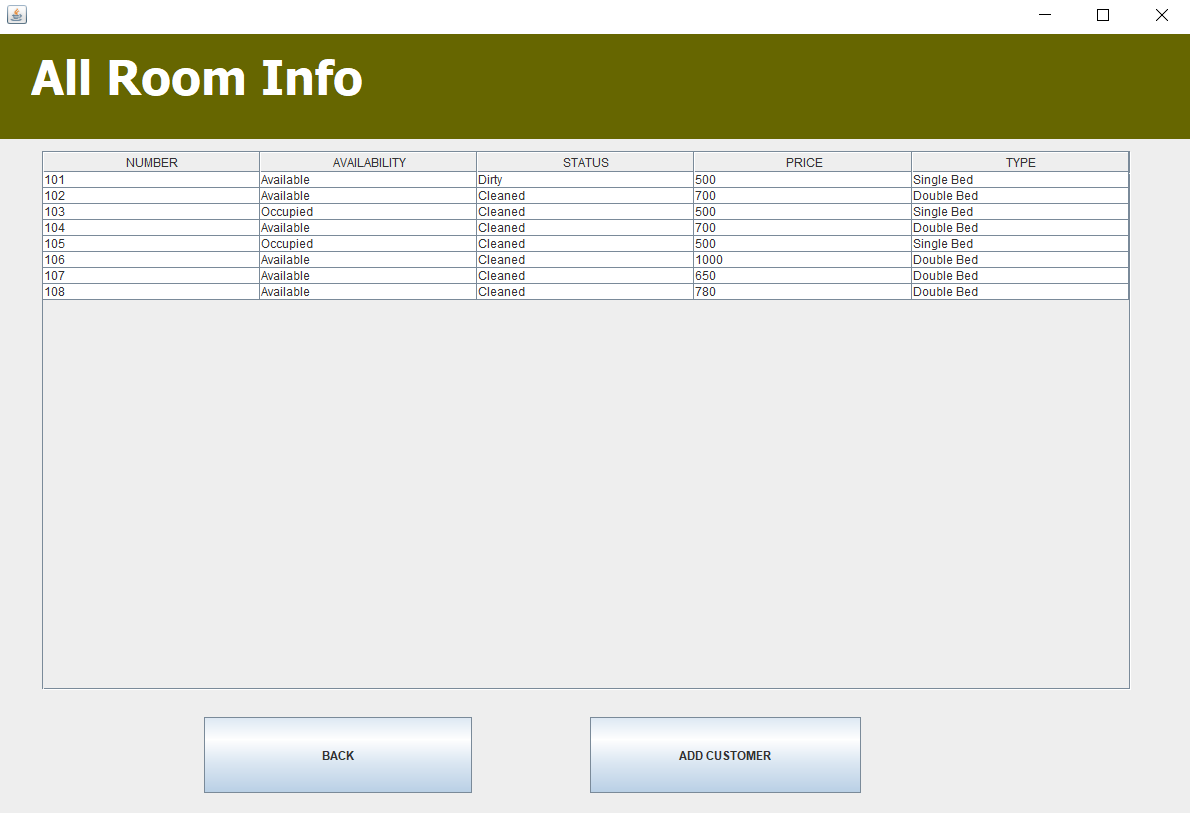 All Room Info
NUMBER AVAILABILITY STATUS PRICE TYPE
101 Available Dirty 500 Single Bed
102 Available Cleaned 700 Double Bed
103 Occupied Cleaned 500 Single Bed
104 Available Cleaned 700 Double Bed
105 Occupied Cleaned 500 Single Bed
106 Available Cleaned 1000 Double Bed
107 Available Cleaned 650 Double Bed
108 Available Cleaned 780 Double Bed
BACK ADD CUSTOMER